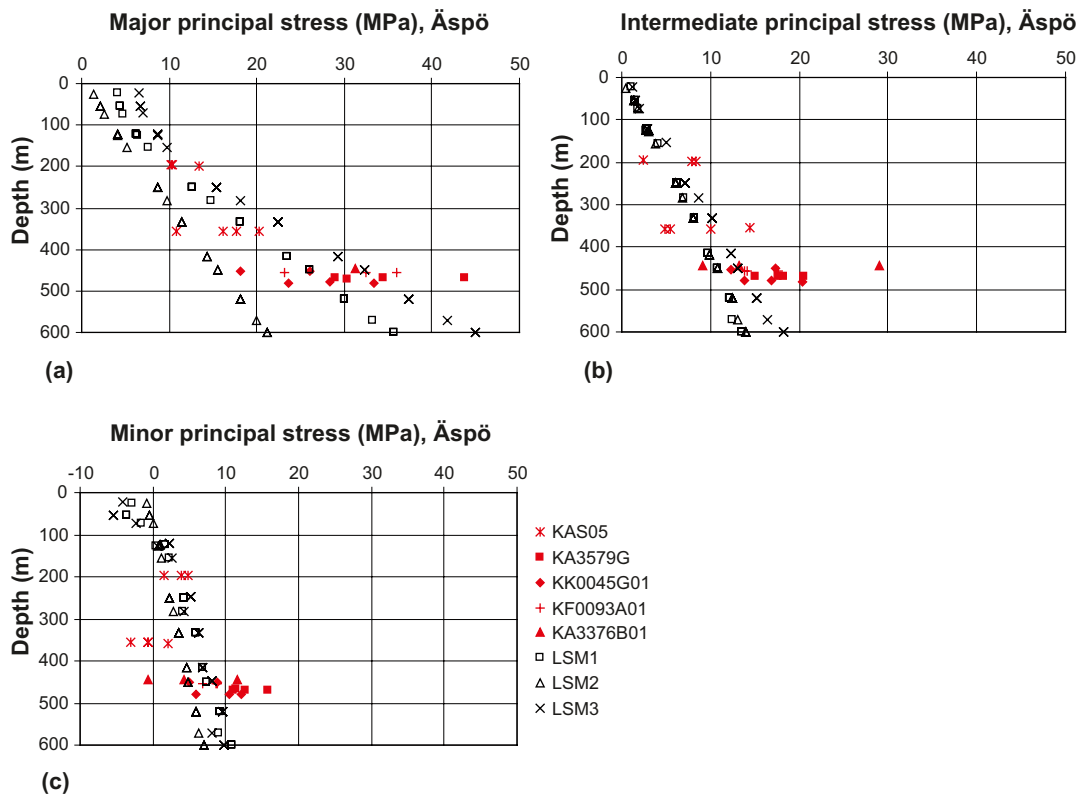 Major principal stress (MPa), Äspö
0 10 20 30 40 50
0
100
200
300
400
500
600
Depth (m)
(a)
Intermediate principal stress (MPa), Äspö
0 10 20 30 40 50
0
100
200
300
400
500
600
Depth (m)
(b)
Minor principal stress (MPa), Äspö
-10 0 10 20 30 40 50
0
100
200
300
400
500
600
Depth (m)
(c)
KAS05
KA3579G
KK0045G01
KF0093A01
KA3376B01
LSM1
LSM2
LSM3